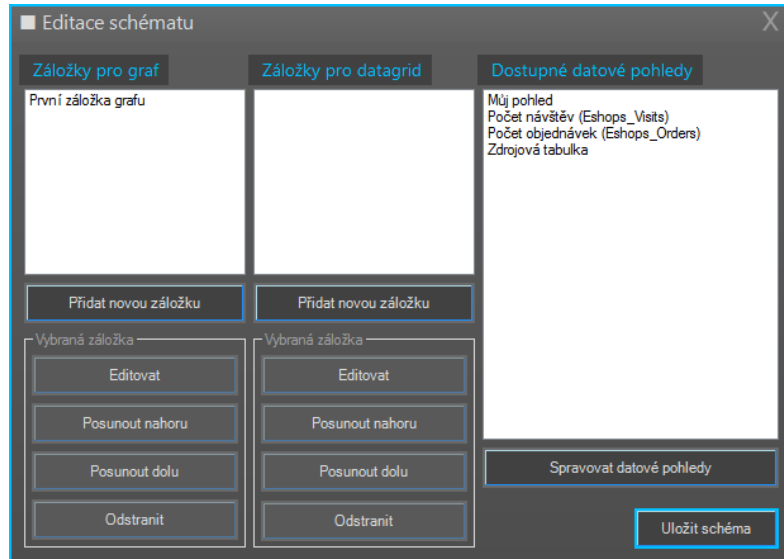 Editace schématu
X
Záložky pro graf
První záložka grafu
Přidat novou záložku
Vybraná záložka
Editovat
Posunout nahoru
Posunout dolu
Odstranit
Záložky pro datagrid
Přidat novou záložku
Vybraná záložka
Editovat
Posunout nahoru
Posunout dolu
Odstranit
Dostupné datové pohledy
Můj pohled
Počet návštěv (Eshops_Visits)
Počet objednávek (Eshops_Orders)
Zdrojová tabulka
Spravovat datové pohledy
Uložit schéma